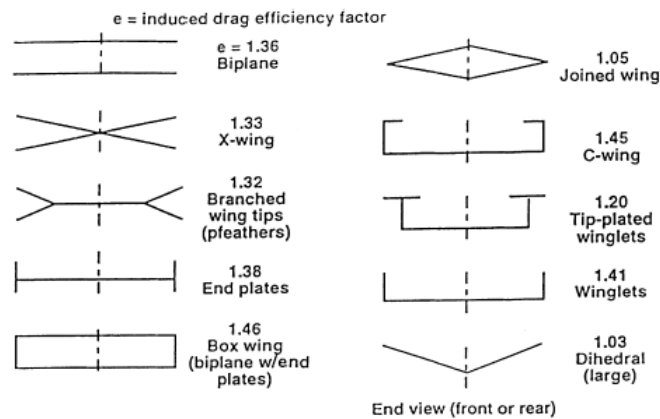 e = induced drag efficiency factor
e = 1.36
Biplane
1.33
X-wing
1.32
Branched
wing tips
(pfeathers)
1.38
End plates
1.46
Box wing
(biplane w/end
plates)
1.05
Joined wing
1.45
C-wing
1.20
Tip-plated
winglets
1.41
Winglets
1.03
Dihedral
(large)
End view (front or rear)